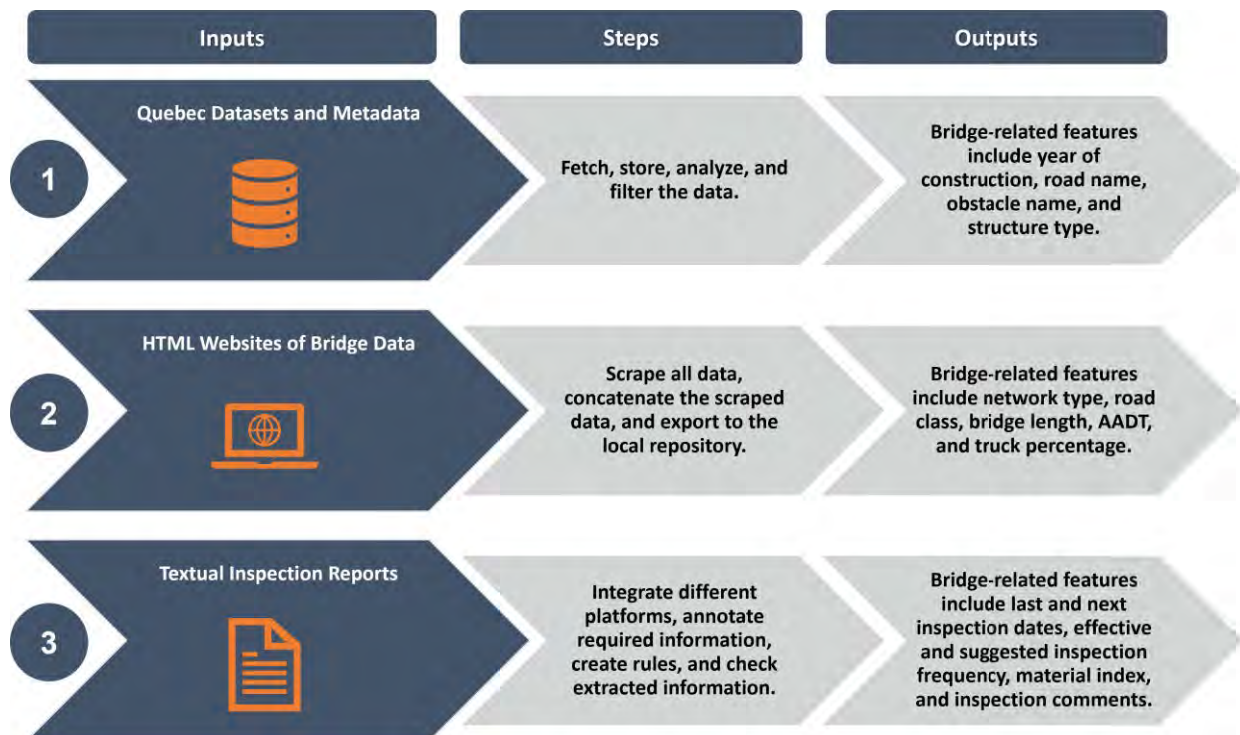 Inputs
Steps
Outputs
1
Quebec Datasets and Metadata
Fetch, store, analyze, and
filter the data.
Bridge-related features
include year of
construction, road name,
obstacle name, and
structure type.
2
HTML Websites of Bridge Data
Scrape all data,
concatenate the scraped
data, and export to the
local repository.
Bridge-related features
include network type, road
class, bridge length, AADT,
and truck percentage.
3
Textual Inspection Reports
Integrate different
platforms, annotate
required information,
create rules, and check
extracted information.
Bridge-related features
include last and next
inspection dates, effective
and suggested inspection
frequency, material index,
and inspection comments.